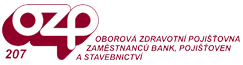 ozp
207
OBOROVÁ ZDRAVOTNÍ POJIŠŤOVNA
ZAMĚSTNANCŮ BANK, POJIŠŤOVEN
A STAVEBNICTVÍ